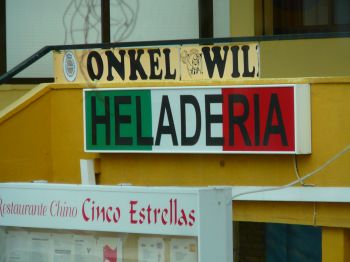 ONKEL WIL
HELADERIA
Restaurante Chino Cinco Estrellas